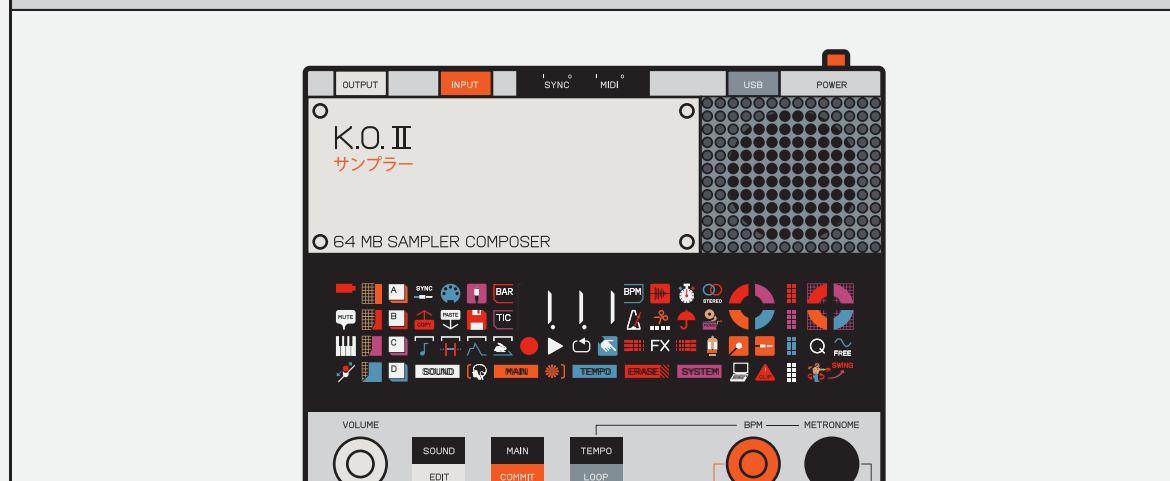 OUTPUT INPUT SYNC MIDI USB POWER
K.O. II
サンプラー
64 MB SAMPLER COMPOSER
A SYNC BAR BPM STEREO
MUTE B COPY PASTE TIC
C FX Q FREE
D SOUND MAIN TEMPO ERASE SYSTEM SWING
VOLUME BPM METRONOME
SOUND MAIN TEMPO
EDIT COMMIT LOOP